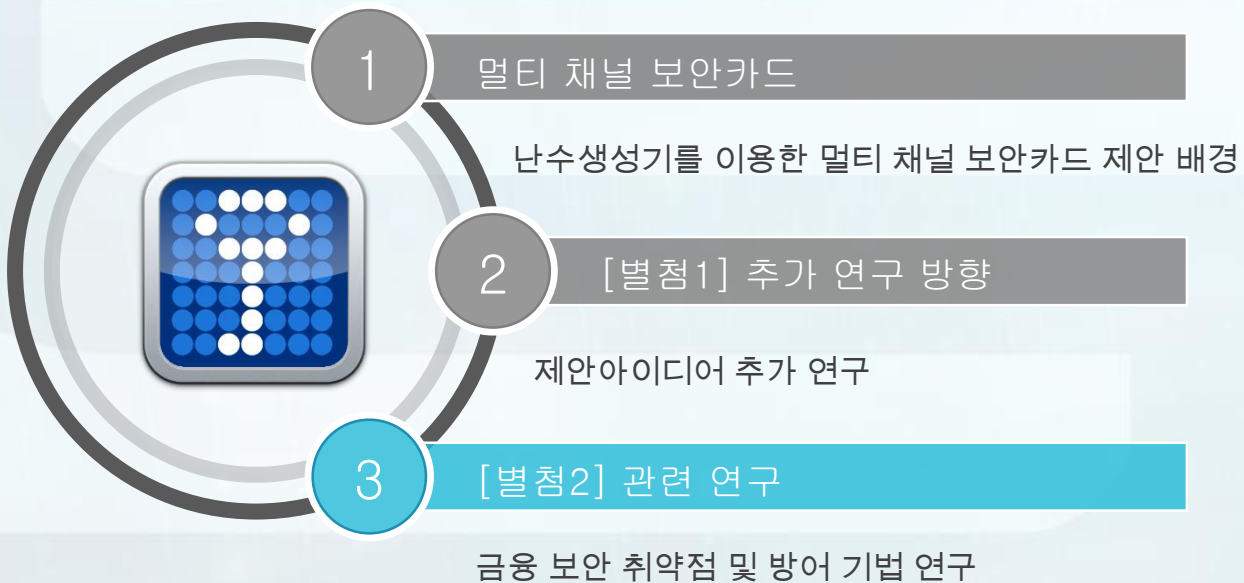 1
멀티 채널 보안카드
난수생성기를 이용한 멀티 채널 보안카드 제안 배경
2
[별첨1] 추가 연구 방향
제안아이디어 추가 연구
3
[별첨2] 관련 연구
금융 보안 취약점 및 방어 기법 연구